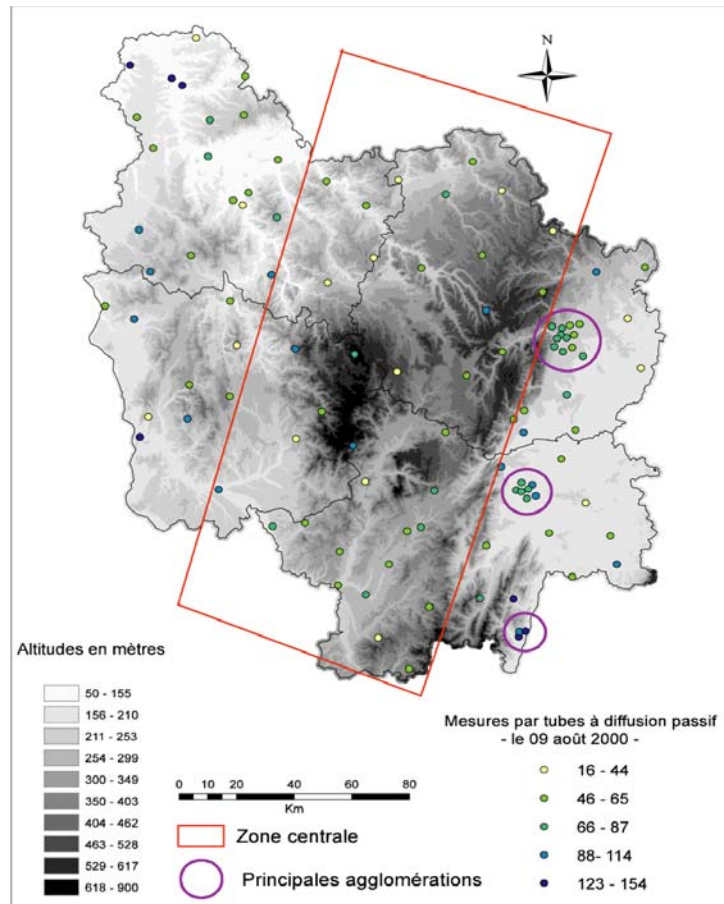 N
Altitudes en mètres
50 - 155
156 - 210
211 - 253
254 - 299
300 - 349
350 - 403
404 - 462
463 - 528
529 - 617
618 - 900
0 10 20 40 60 80
Km
Zone centrale
Principales agglomérations
Mesures par tubes à diffusion passif
- le 09 août 2000 -
16 - 44
46 - 65
66 - 87
88- 114
123 - 154